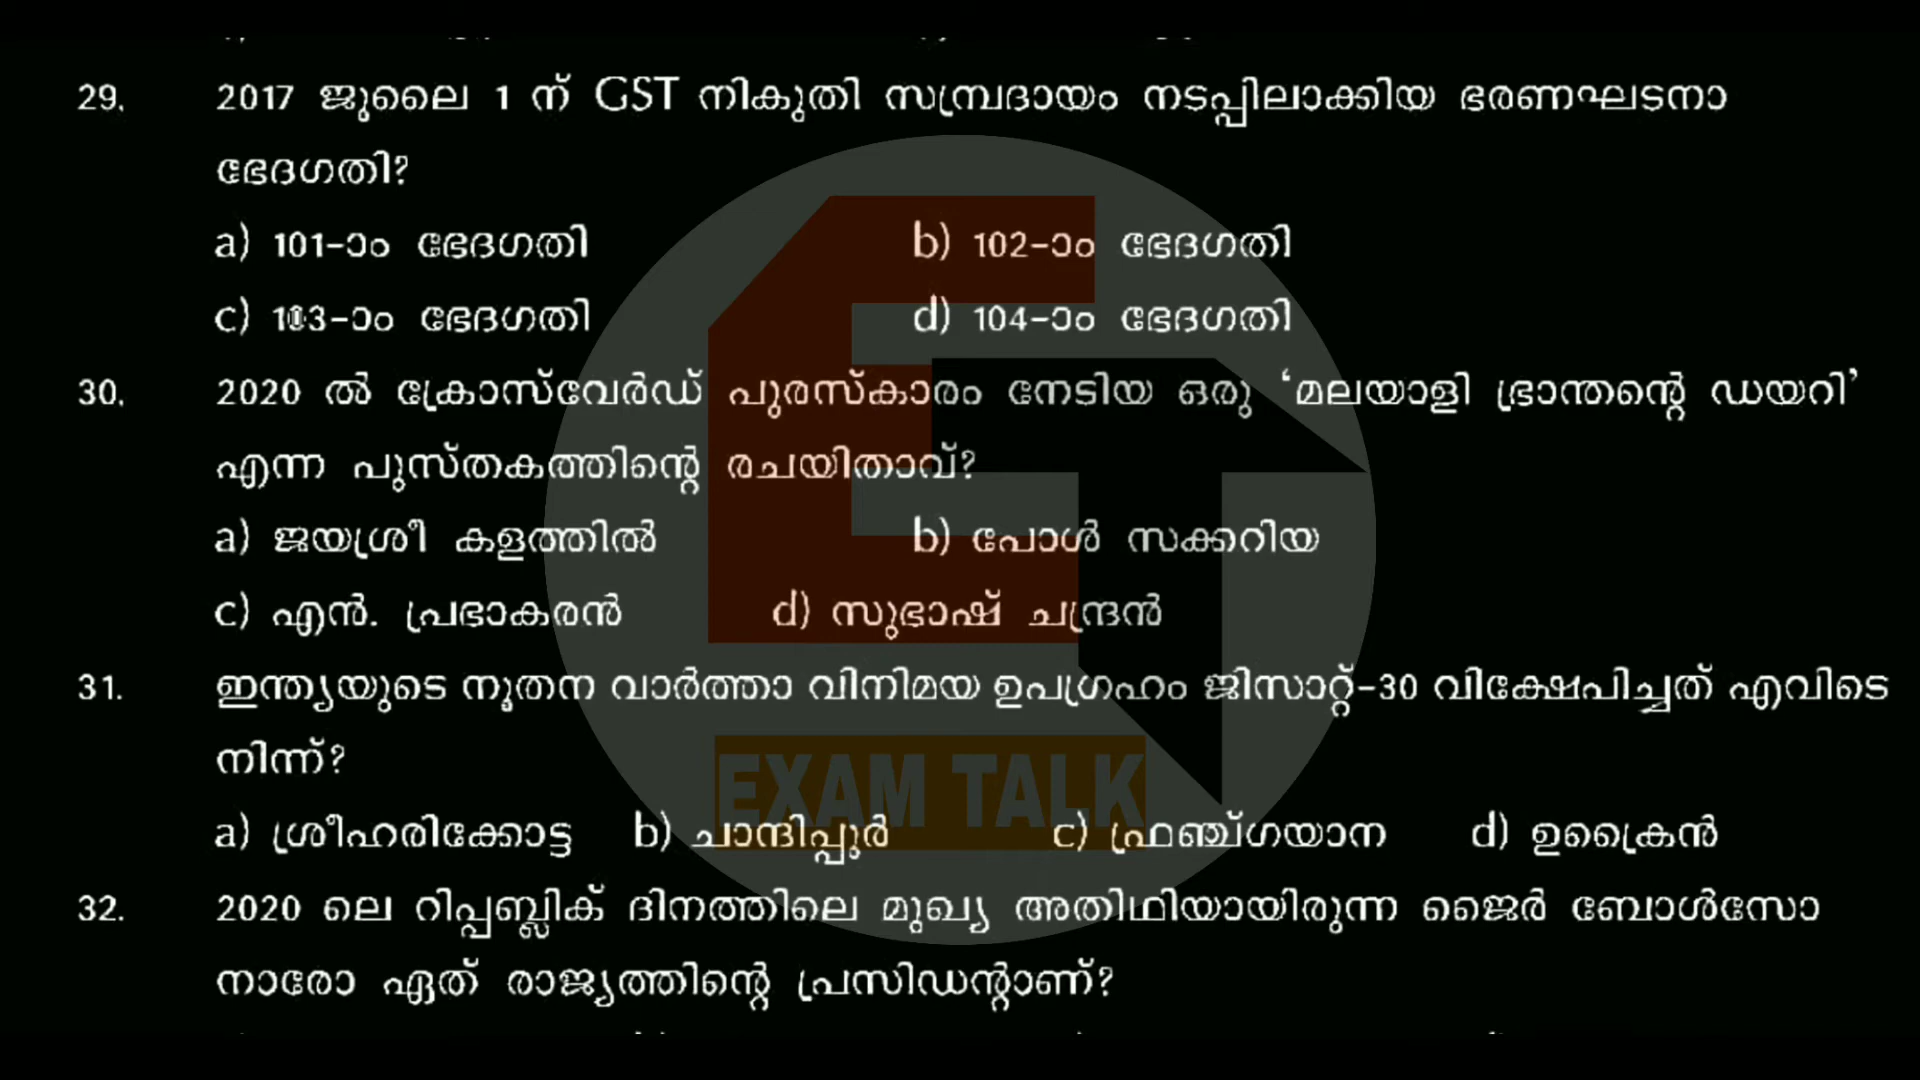 29. 2017 ജുലൈ 1 ന് GST നികുതി സമ്പ്രദായം നടപ്പിലാക്കിയ ഭരണഘടനാ
ഭേദഗതി?
a) 101-ാം ഭേദഗതി b) 102-ാം ഭേദഗതി
c) 103-ാം ഭേദഗതി d) 104-ാം ഭേദഗതി
30. 2020 ൽ ക്രോസ്‌വേർഡ് പുരസ്കാരം നേടിയ ഒരു ‘മലയാളി ഭ്രാന്തന്റെ ഡയറി’
എന്ന പുസ്തകത്തിന്റെ രചയിതാവ്?
a) ജയശ്രീ കളത്തിൽ b) പോൾ സക്കറിയ
c) എൻ. പ്രഭാകരൻ d) സുഭാഷ് ചന്ദ്രൻ
31. ഇന്ത്യയുടെ നൂതന വാർത്താ വിനിമയ ഉപഗ്രഹം ജിസാറ്റ്-30 വിക്ഷേപിച്ചത് എവിടെ
നിന്ന്?
EXAM TALK
a) ശ്രീഹരിക്കോട്ട b) ചാന്ദിപ്പുർ c) ഫ്രഞ്ച്ഗയാന d) ഉക്രൈൻ
32. 2020 ലെ റിപ്പബ്ലിക് ദിനത്തിലെ മുഖ്യ അതിഥിയായിരുന്ന ജൈർ ബോൾസോ
നാരോ ഏത് രാജ്യത്തിന്റെ പ്രസിഡന്റാണ്?